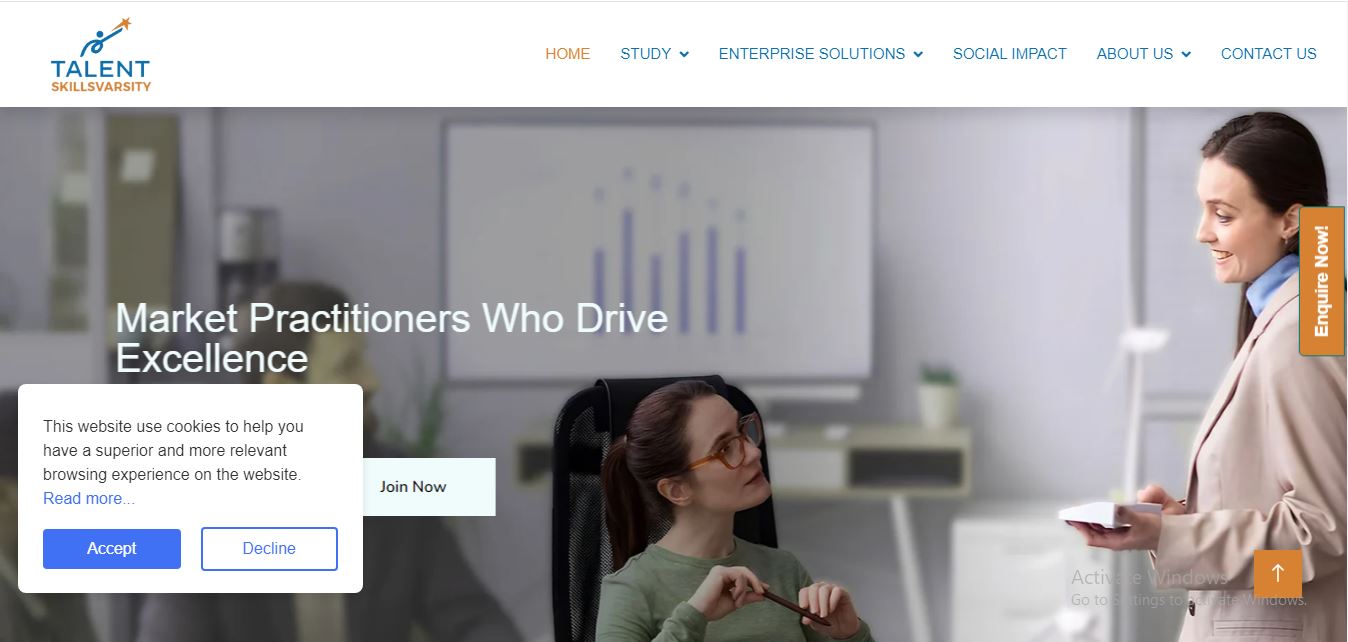 TALENT
SKILLSVARSITY
HOME
STUDY
ENTERPRISE SOLUTIONS
SOCIAL IMPACT
ABOUT US
CONTACT US
Market Practitioners Who Drive
Excellence
Join Now
Enquire Now!
This website use cookies to help you
have a superior and more relevant
browsing experience on the website.
Read more...
Accept
Decline
Activate Windows
Go to Settings to activate Windows.